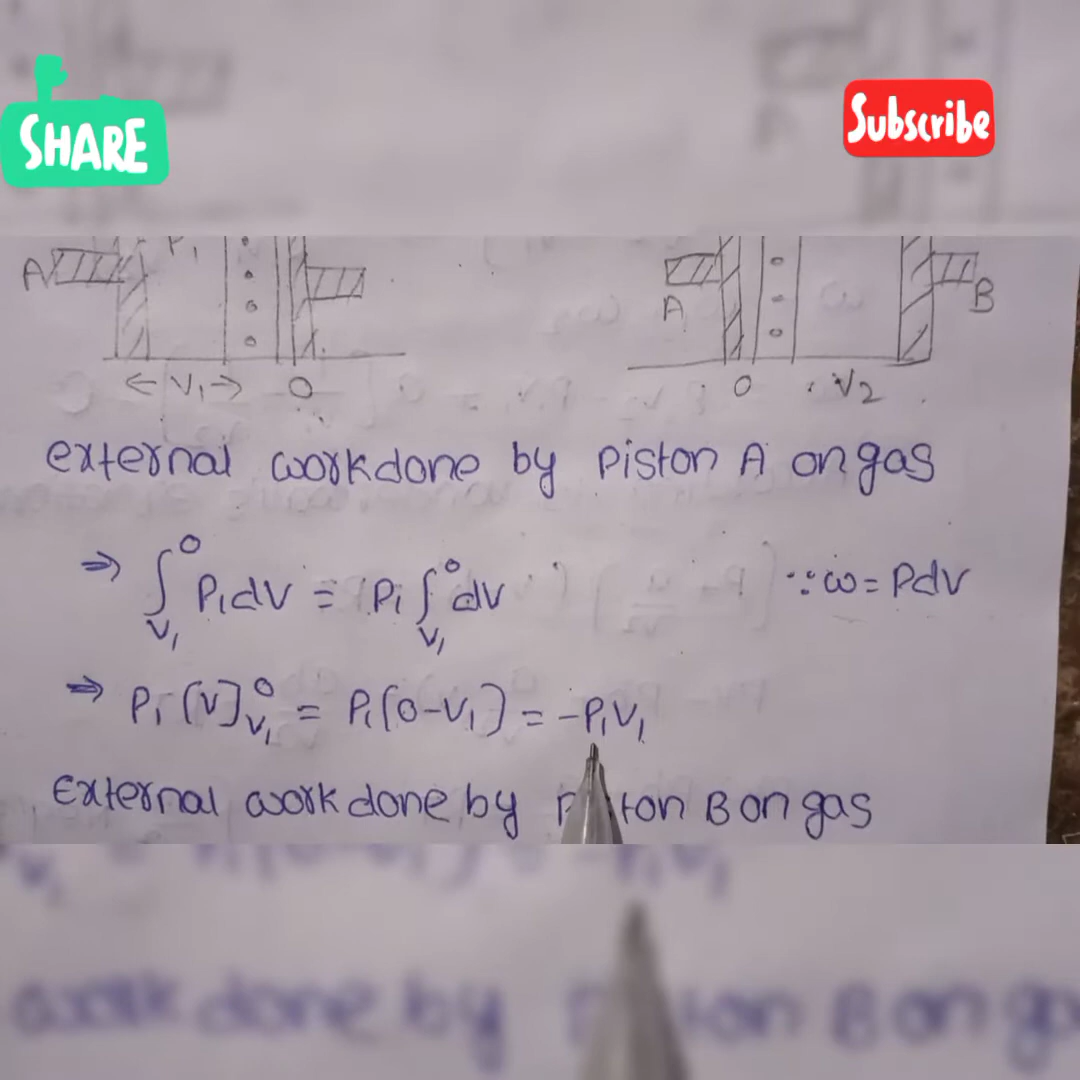 SHARE
Subscribe
A P₁
A B
← V₁ → 0 0 V₂
external workdone by piston A on gas
⇒ ∫_{V₁}^{0} P₁dV = P₁ ∫_{V₁}^{0} dV ∵ ω = PdV
⇒ P₁ [V]_{V₁}^{0} = P₁(0-V₁) = -P₁V₁
External work done by Piston B on gas